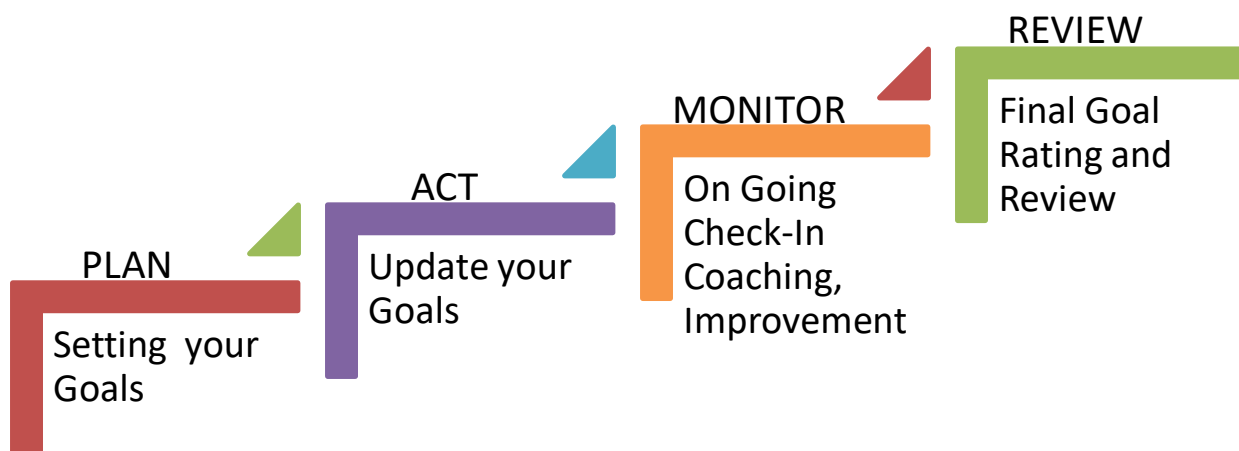 PLAN
Setting your
Goals
ACT
Update your
Goals
MONITOR
On Going
Check-In
Coaching,
Improvement
REVIEW
Final Goal
Rating and
Review